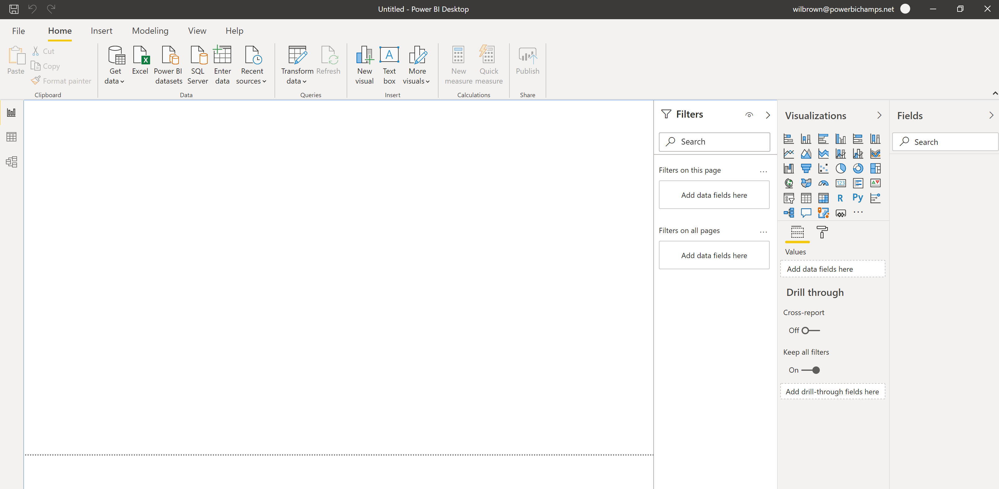 Untitled - Power BI Desktop
wilbrown@powerbichamps.net
File Home Insert Modeling View Help
Paste
Cut
Copy
Format painter
Clipboard
Get data
Excel
Power BI datasets
SQL Server
Enter data
Recent sources
Data
Transform data
Refresh
Queries
New visual
Text box
More visuals
Insert
New measure
Quick measure
Calculations
Publish
Share
Filters
Search
Filters on this page ...
Add data fields here
Filters on all pages ...
Add data fields here
Visualizations
123
R Py
...
Values
Add data fields here
Drill through
Cross-report
Off
Keep all filters
On
Add drill-through fields here
Fields
Search